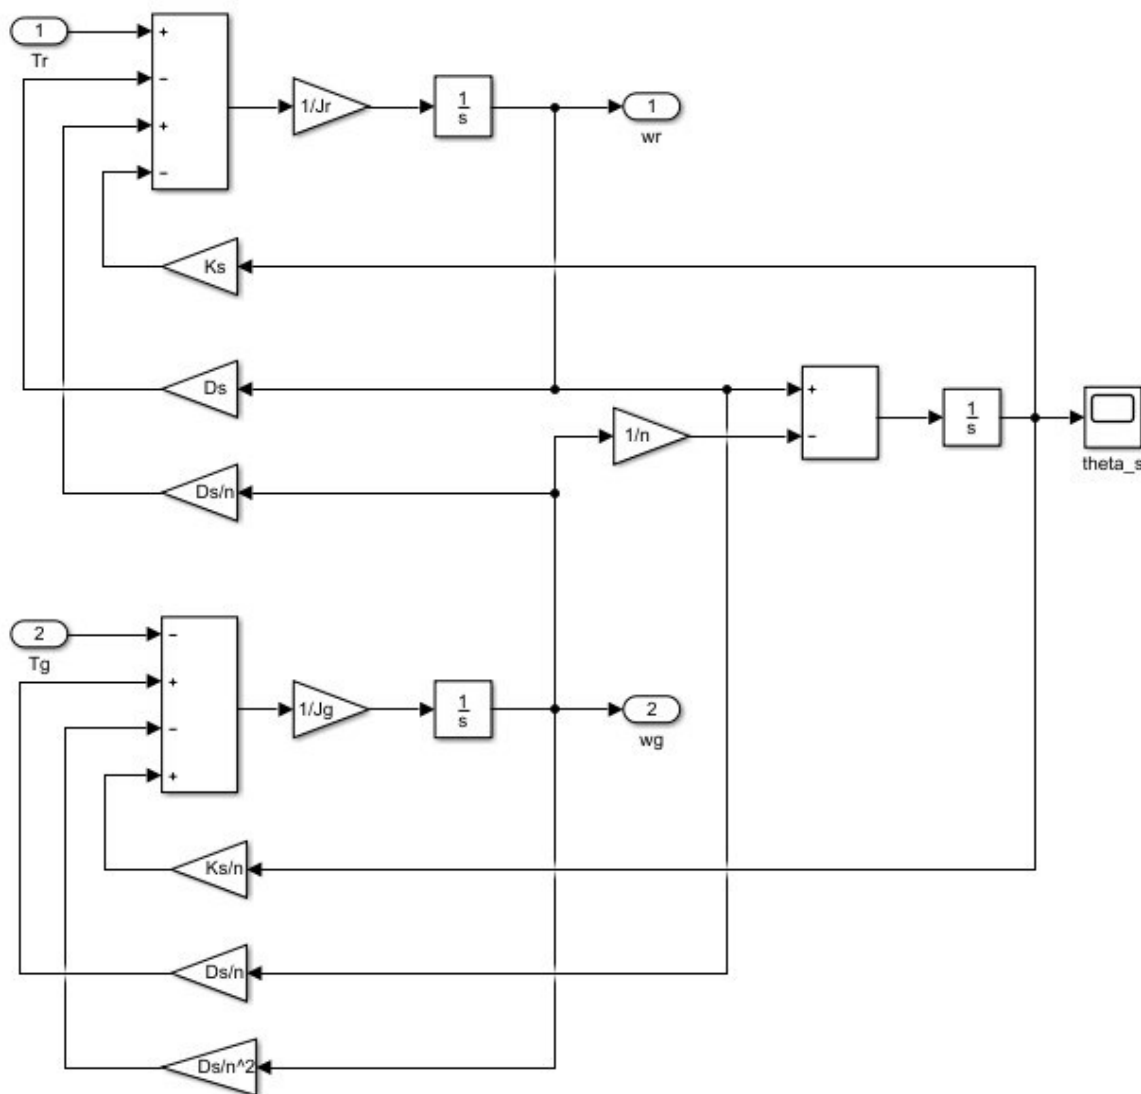 1
Tr
+
−
+
−
1/Jr
1
s
1
wr
Ks
Ds
+
−
1/n
1
s
theta_s
Ds/n
2
Tg
−
+
−
+
1/Jg
1
s
2
wg
Ks/n
Ds/n
Ds/n^2